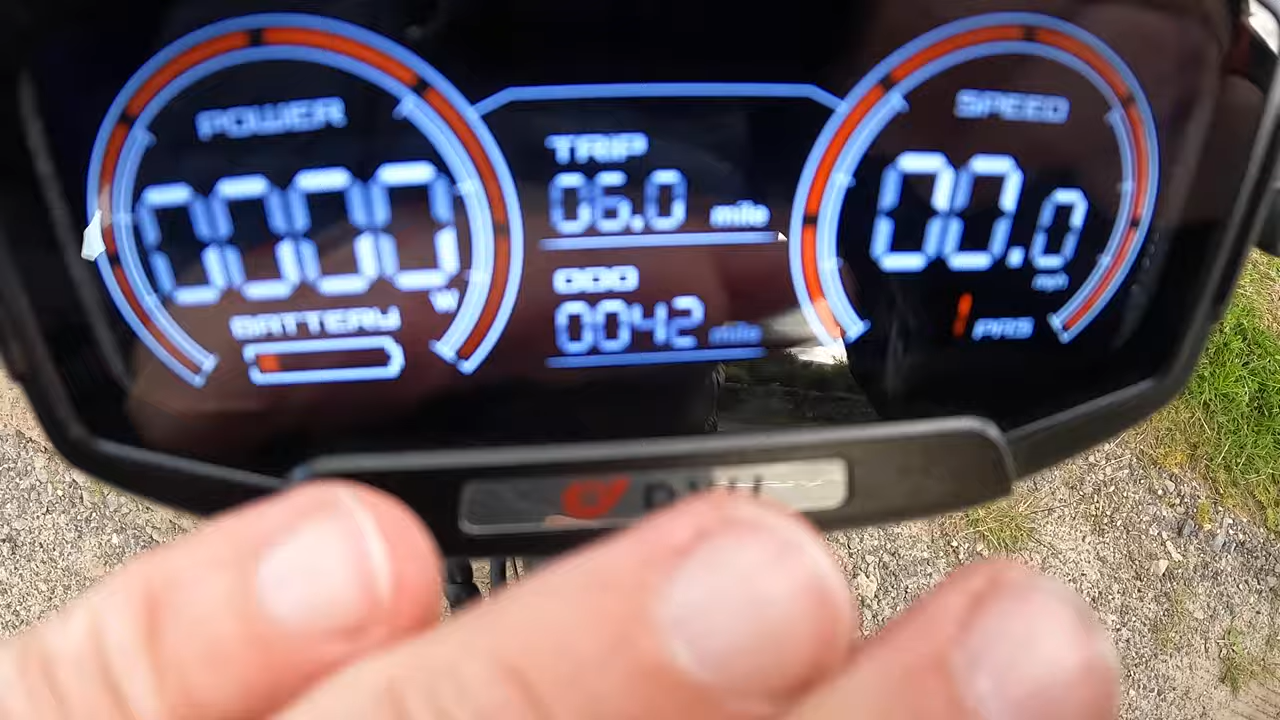 POWER
0000
W
BATTERY
TRIP
06.0 mile
ODO
0042 mile
SPEED
00.0
mph
1 PAS